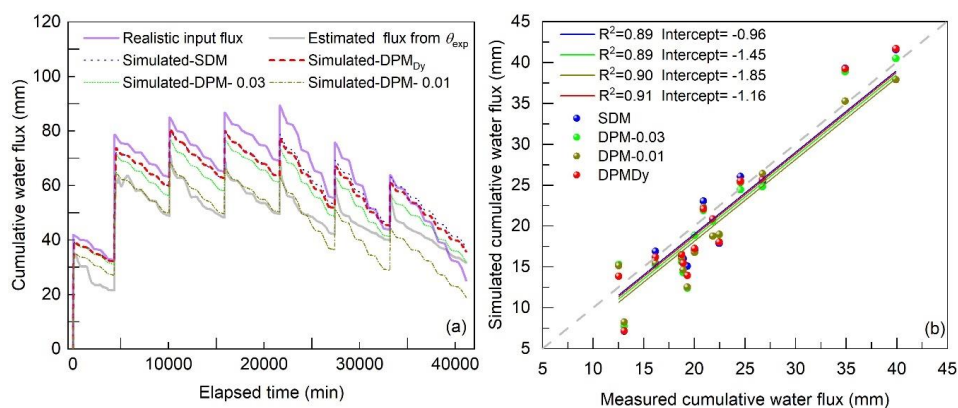 120
100
80
60
40
20
0
Cumulative water flux (mm)
Realistic input flux
Estimated flux from θexp
Simulated-SDM
Simulated-DPMDy
Simulated-DPM- 0.03
Simulated-DPM- 0.01
(a)
0 10000 20000 30000 40000
Elapsed time (min)
45
40
35
30
25
20
15
10
5
Simulated cumulative water flux (mm)
R2=0.89 Intercept= -0.96
R2=0.89 Intercept= -1.45
R2=0.90 Intercept= -1.85
R2=0.91 Intercept= -1.16
SDM
DPM-0.03
DPM-0.01
DPMDy
(b)
5 10 15 20 25 30 35 40 45
Measured cumulative water flux (mm)